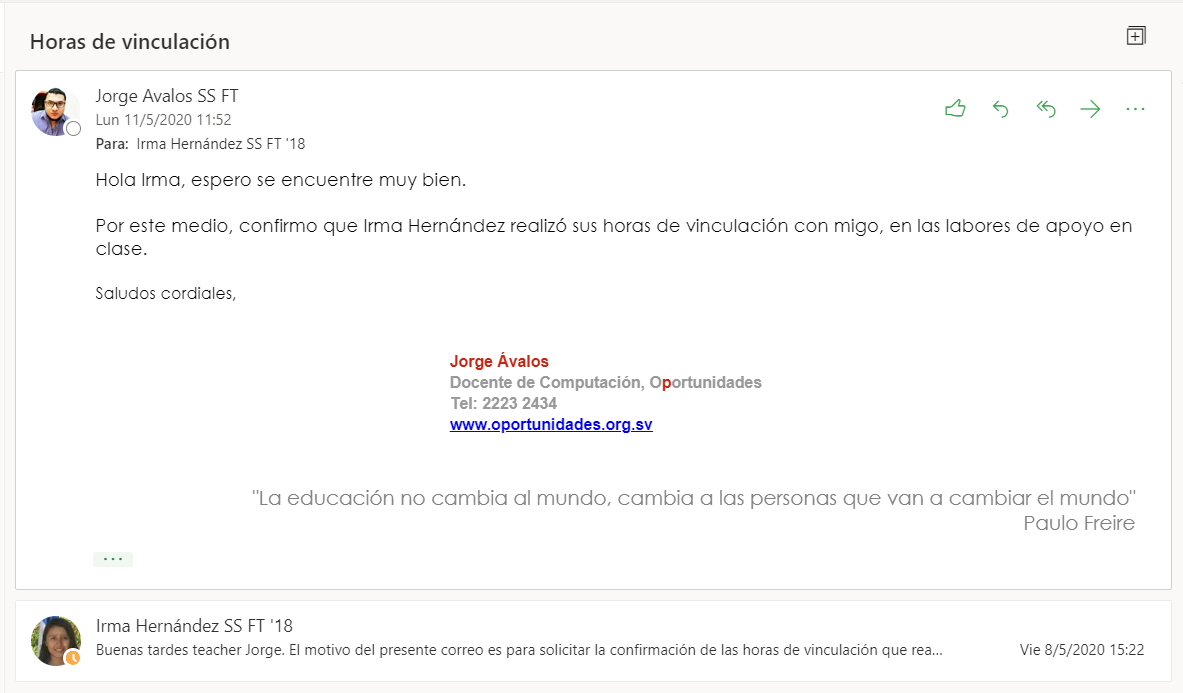 Horas de vinculación
Jorge Avalos SS FT
Lun 11/5/2020 11:52
Para: Irma Hernández SS FT '18
Hola Irma, espero se encuentre muy bien.
Por este medio, confirmo que Irma Hernández realizó sus horas de vinculación con migo, en las labores de apoyo en
clase.
Saludos cordiales,
Jorge Ávalos
Docente de Computación, Oportunidades
Tel: 2223 2434
www.oportunidades.org.sv
"La educación no cambia al mundo, cambia a las personas que van a cambiar el mundo"
Paulo Freire
...
Irma Hernández SS FT '18
Buenas tardes teacher Jorge. El motivo del presente correo es para solicitar la confirmación de las horas de vinculación que rea...
Vie 8/5/2020 15:22